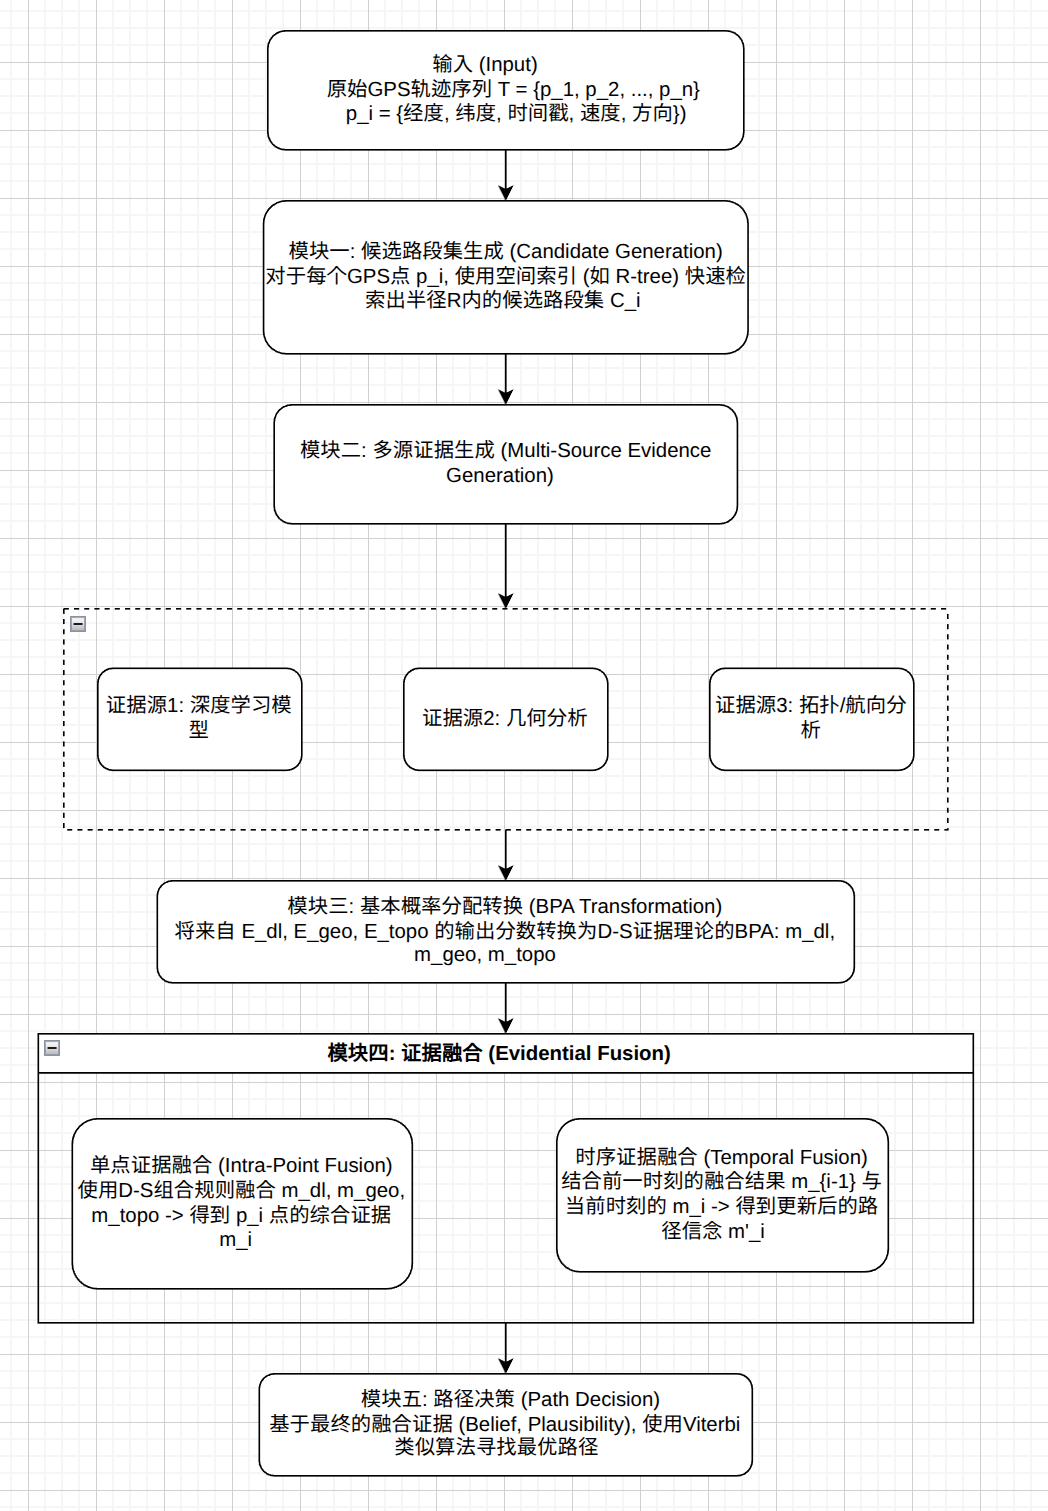 输入 (Input)
原始GPS轨迹序列 T = {p_1, p_2, ..., p_n}
p_i = {经度, 纬度, 时间戳, 速度, 方向})
模块一: 候选路段集生成 (Candidate Generation)
对于每个GPS点 p_i, 使用空间索引 (如 R-tree) 快速检
索出半径R内的候选路段集 C_i
模块二: 多源证据生成 (Multi-Source Evidence
Generation)
证据源1: 深度学习模
型
证据源2: 几何分析
证据源3: 拓扑/航向分
析
模块三: 基本概率分配转换 (BPA Transformation)
将来自 E_dl, E_geo, E_topo 的输出分数转换为D-S证据理论的BPA: m_dl,
m_geo, m_topo
模块四: 证据融合 (Evidential Fusion)
单点证据融合 (Intra-Point Fusion)
使用D-S组合规则融合 m_dl, m_geo,
m_topo -> 得到 p_i 点的综合证据
m_i
时序证据融合 (Temporal Fusion)
结合前一时刻的融合结果 m_{i-1} 与
当前时刻的 m_i -> 得到更新后的路
径信念 m'_i
模块五: 路径决策 (Path Decision)
基于最终的融合证据 (Belief, Plausibility), 使用Viterbi
类似算法寻找最优路径